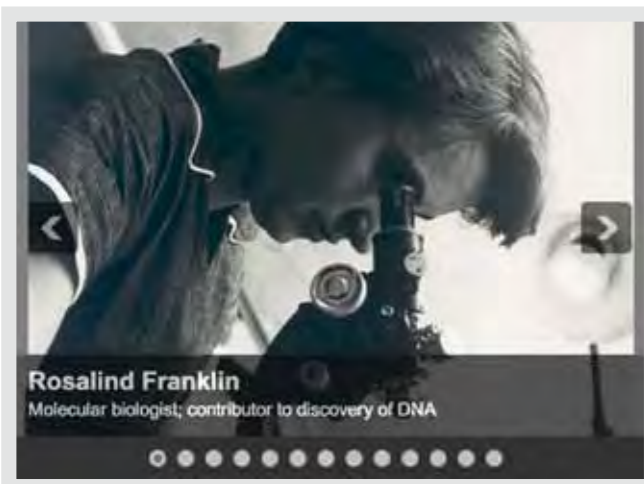 Rosalind Franklin
Molecular biologist; contributor to discovery of DNA